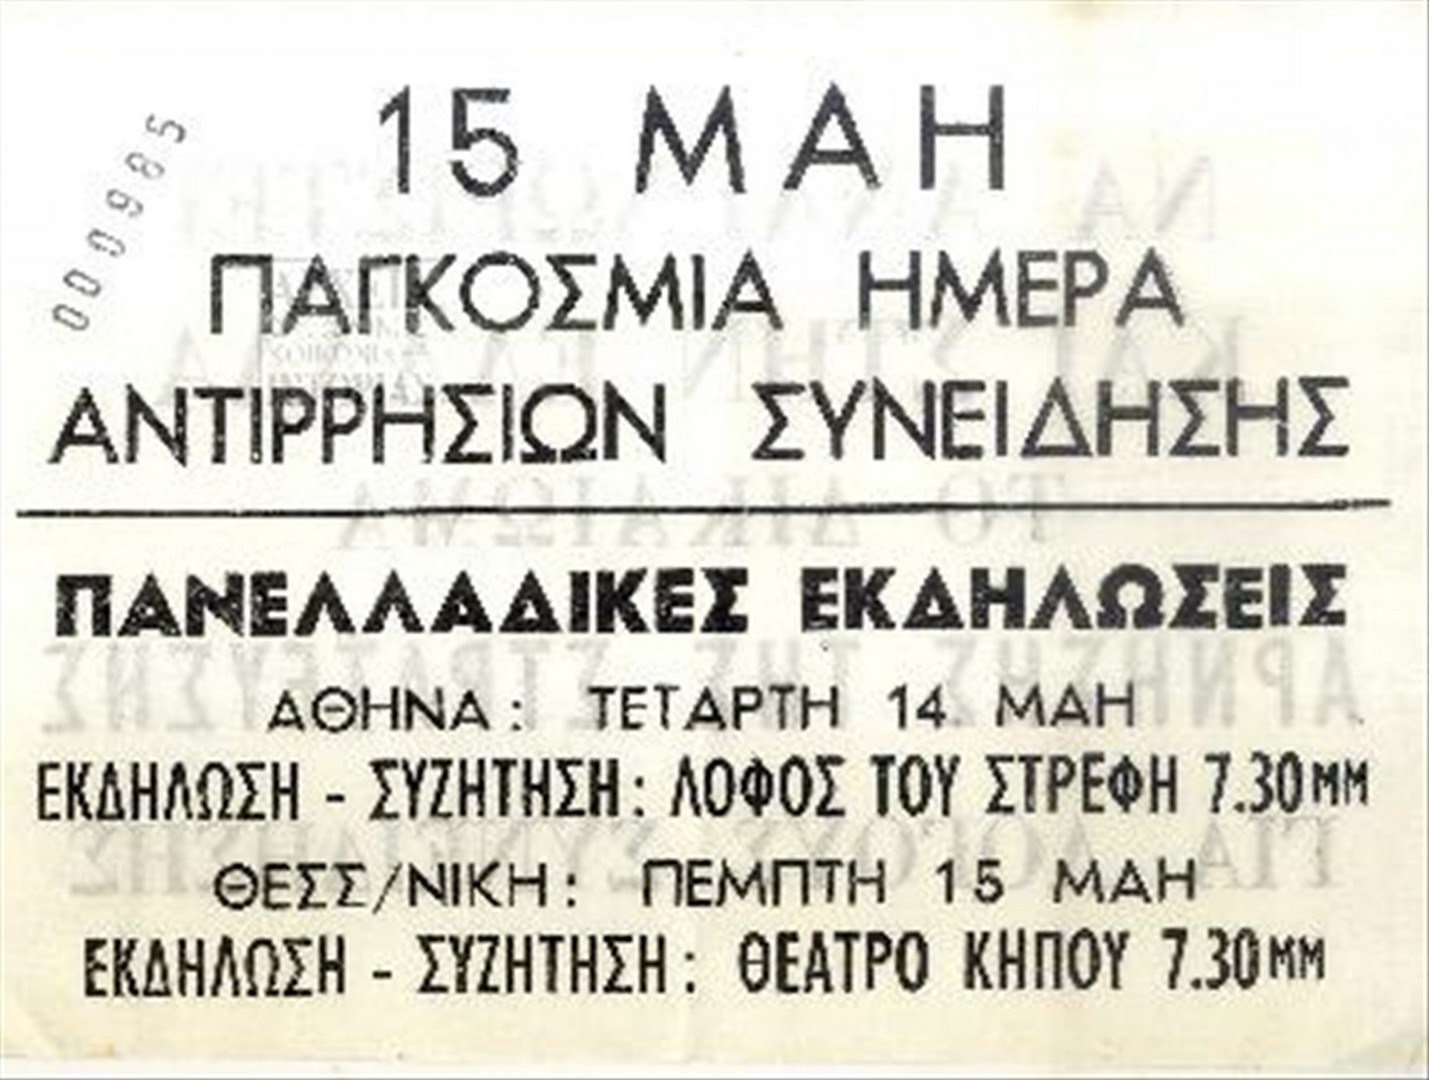 000985
15 ΜΑΗ
ΠΑΓΚΟΣΜΙΑ ΗΜΕΡΑ
ΑΝΤΙΡΡΗΣΙΩΝ ΣΥΝΕΙΔΗΣΗΣ
ΠΑΝΕΛΛΑΔΙΚΕΣ ΕΚΔΗΛΩΣΕΙΣ
ΑΘΗΝΑ: ΤΕΤΑΡΤΗ 14 ΜΑΗ
ΕΚΔΗΛΩΣΗ - ΣΥΖΗΤΗΣΗ: ΛΟΦΟΣ ΤΟΥ ΣΤΡΕΦΗ 7.30ΜΜ
ΘΕΣΣ/ΝΙΚΗ: ΠΕΜΠΤΗ 15 ΜΑΗ
ΕΚΔΗΛΩΣΗ - ΣΥΖΗΤΗΣΗ: ΘΕΑΤΡΟ ΚΗΠΟΥ 7.30ΜΜ